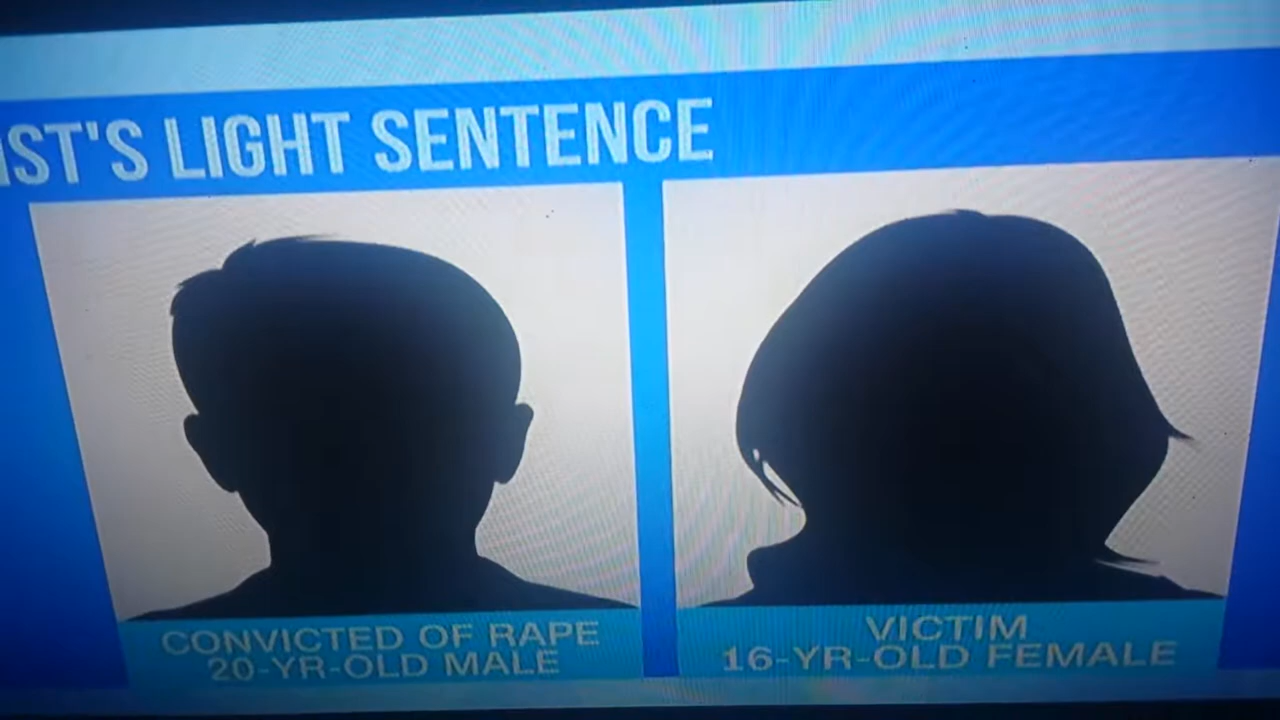 IST'S LIGHT SENTENCE
CONVICTED OF RAPE
20-YR-OLD MALE
VICTIM
16-YR-OLD FEMALE